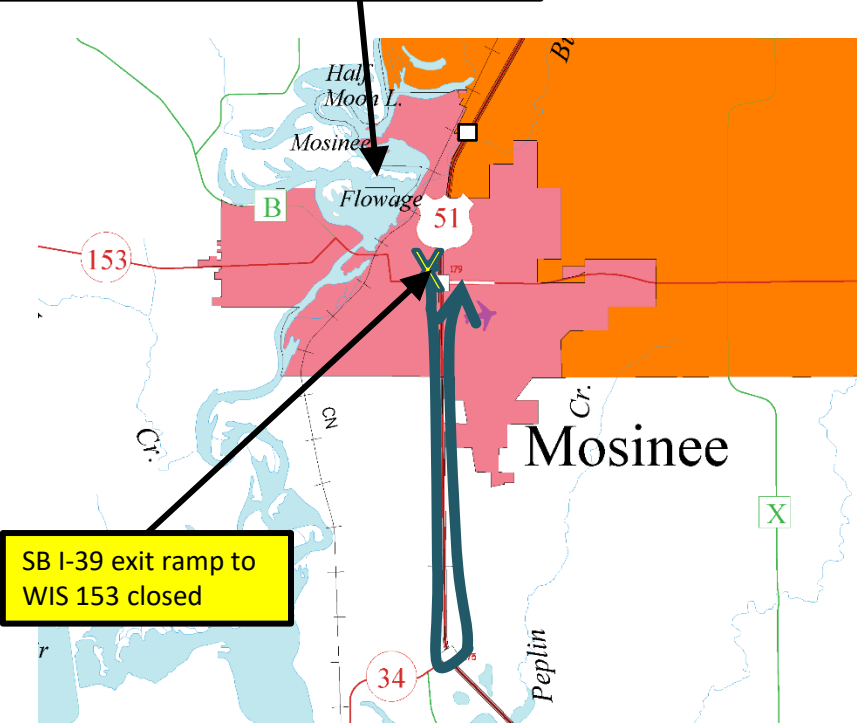 Half
Moon L.
Mosinee
Flowage
B
51
153
179
CN
Cr.
Cr.
Mosinee
X
SB I-39 exit ramp to
WIS 153 closed
34
Peplin